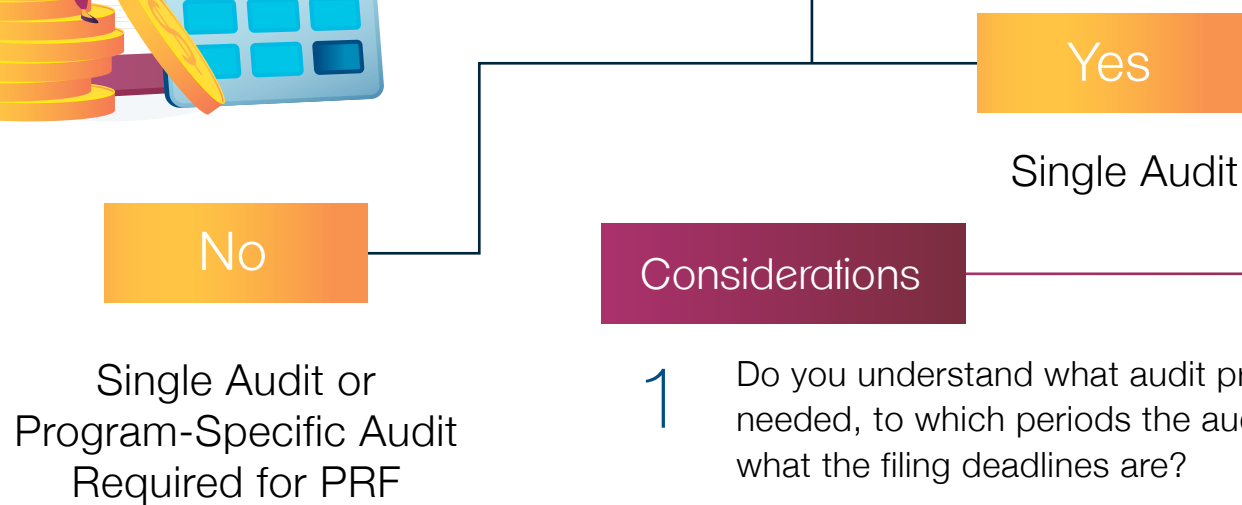 Yes
Single Audit
No
Single Audit or
Program-Specific Audit
Required for PRF
Considerations
1
Do you understand what audit
needed, to which periods the
what the filing deadlines are?